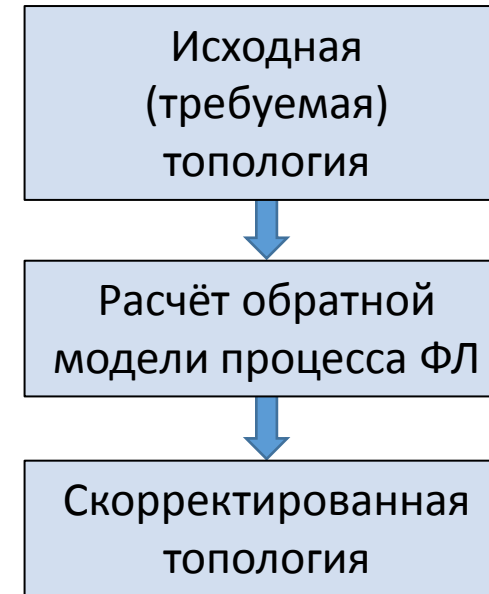 Исходная
(требуемая)
топология
Расчёт обратной
модели процесса ФЛ
Скорректированная
топология